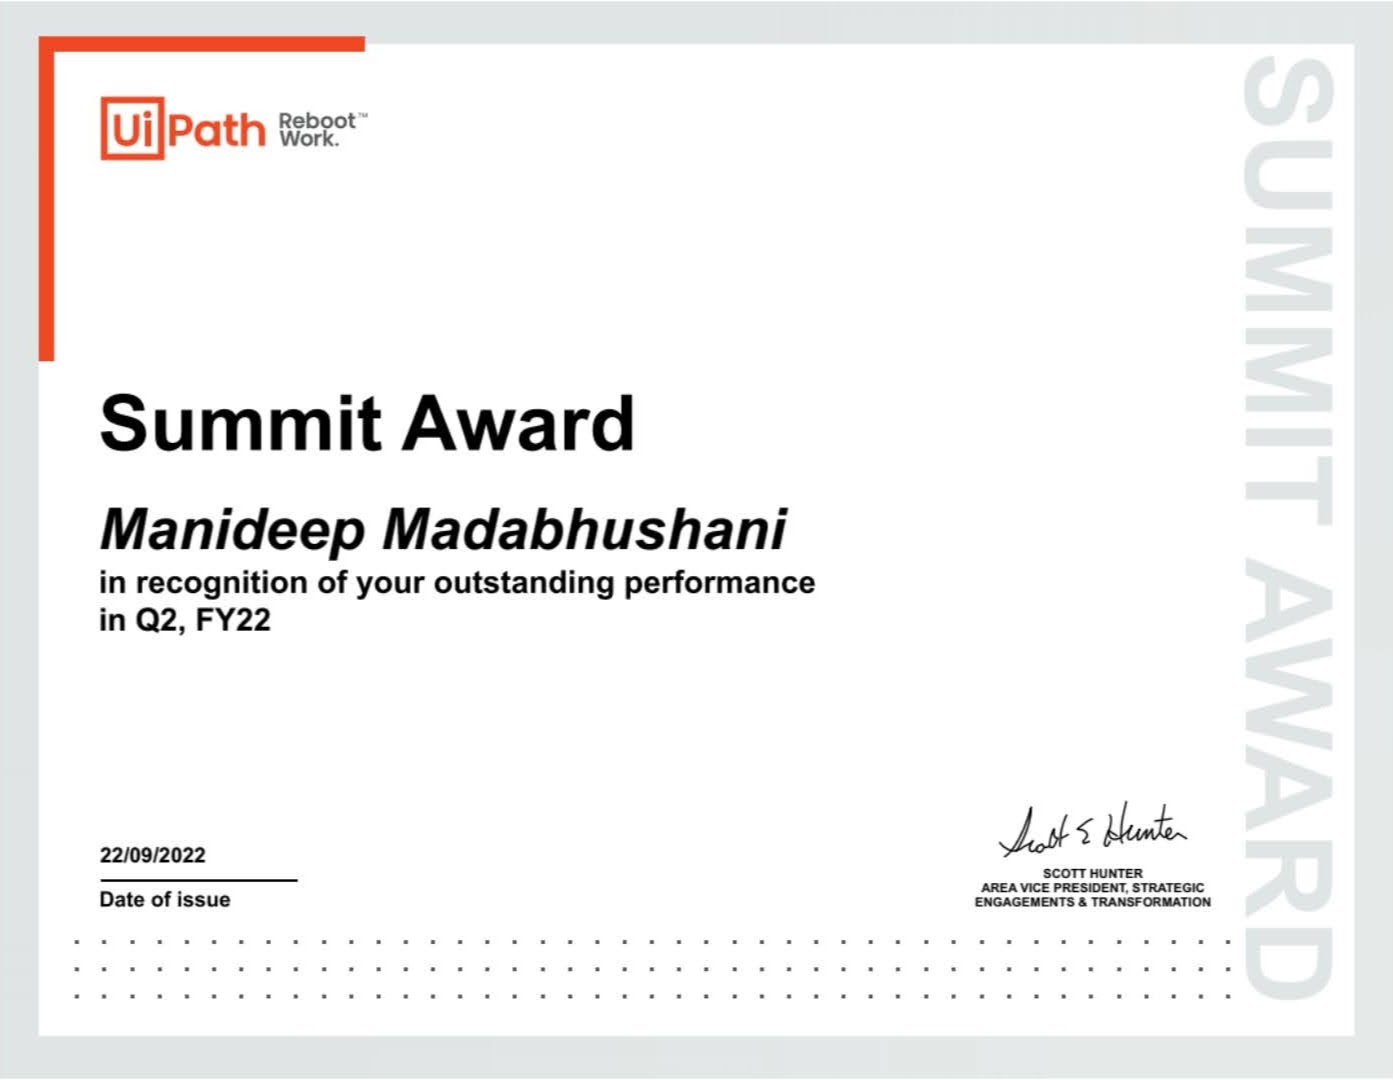 UiPath Reboot™
Work.
Summit Award
Manideep Madabhushani
in recognition of your outstanding performance
in Q2, FY22
22/09/2022
Date of issue
Scott E Hunter
SCOTT HUNTER
AREA VICE PRESIDENT, STRATEGIC
ENGAGEMENTS & TRANSFORMATION
SUMMIT AWARD